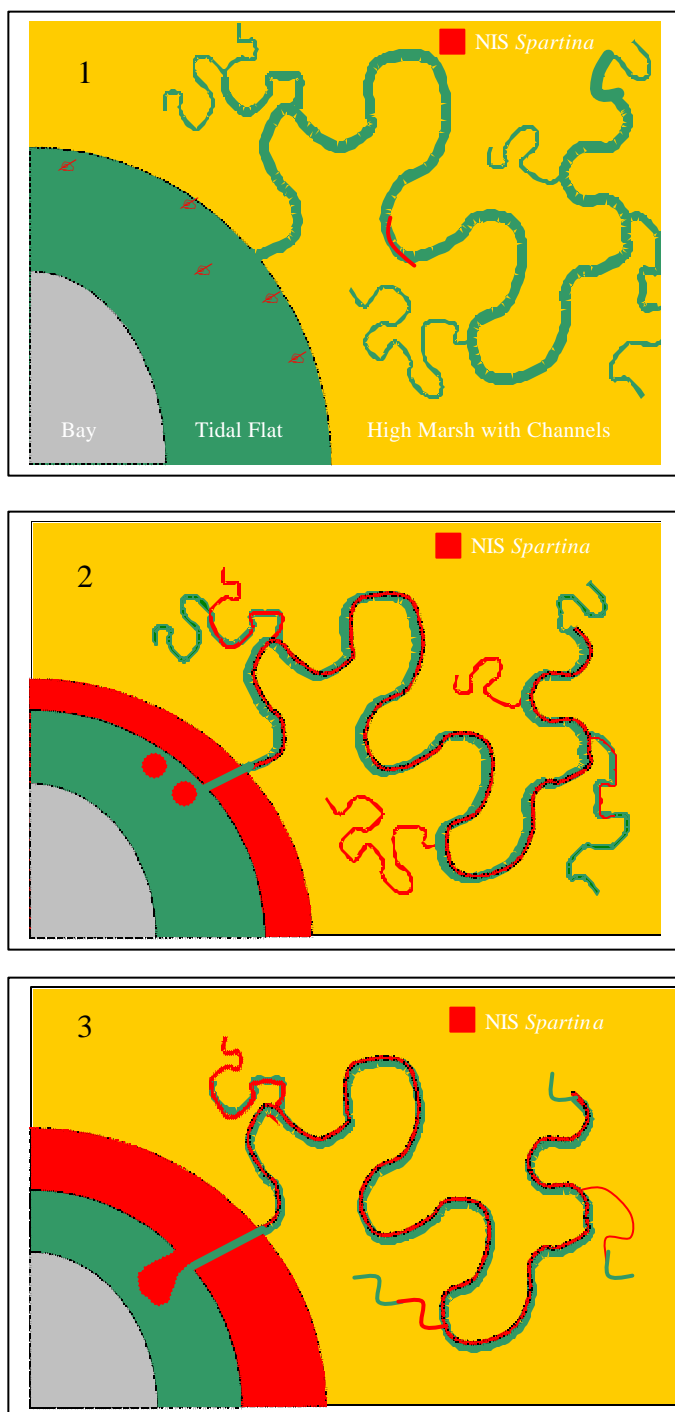 1
NIS Spartina
Bay
Tidal Flat
High Marsh with Channels
2
NIS Spartina
3
NIS Spartina